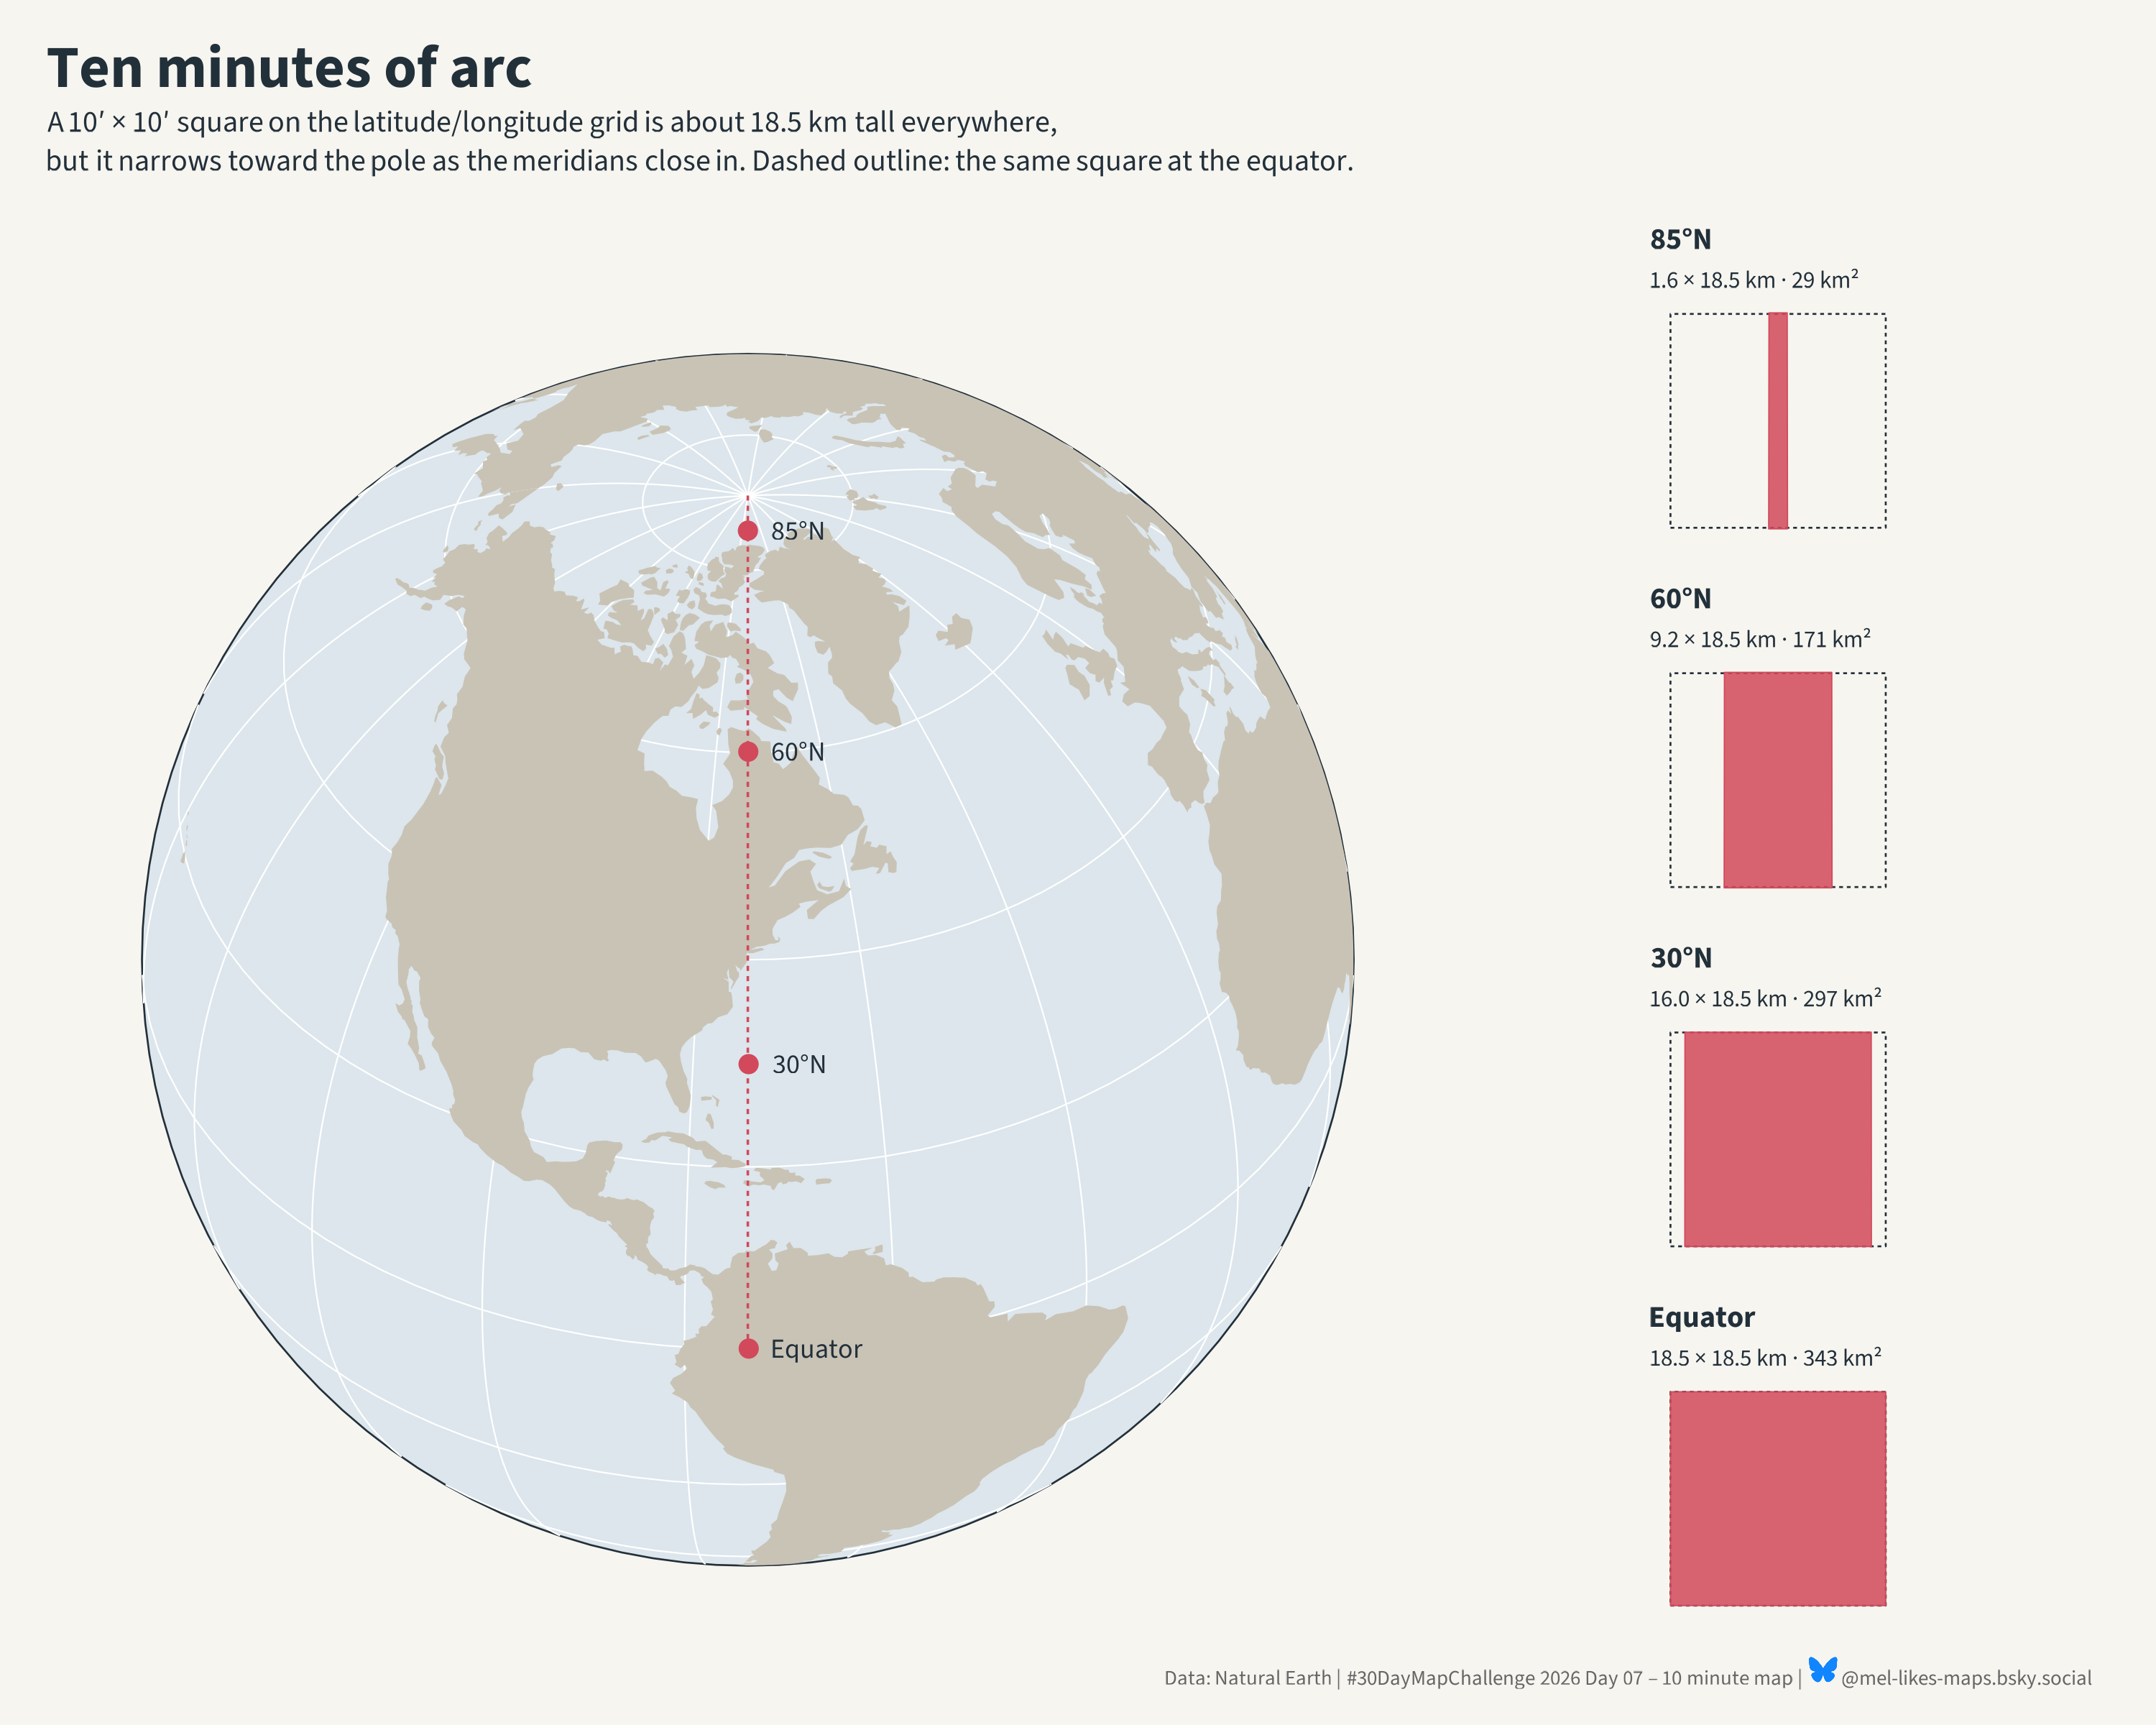 Ten minutes of arc
A 10′ × 10′ square on the latitude/longitude grid is about 18.5 km tall everywhere,
but it narrows toward the pole as the meridians close in. Dashed outline: the same square at the equator.
85°N
60°N
30°N
Equator
85°N
1.6 × 18.5 km · 29 km²
60°N
9.2 × 18.5 km · 171 km²
30°N
16.0 × 18.5 km · 297 km²
Equator
18.5 × 18.5 km · 343 km²
Data: Natural Earth | #30DayMapChallenge 2026 Day 07 – 10 minute map | @mel-likes-maps.bsky.social